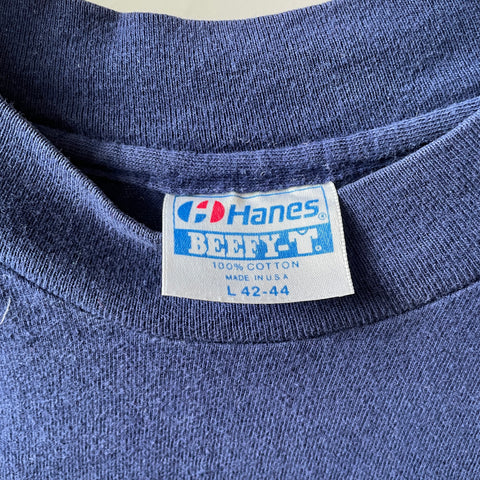 Hanes®
BEEFY-T®
100% COTTON
MADE IN U.S.A
L 42-44